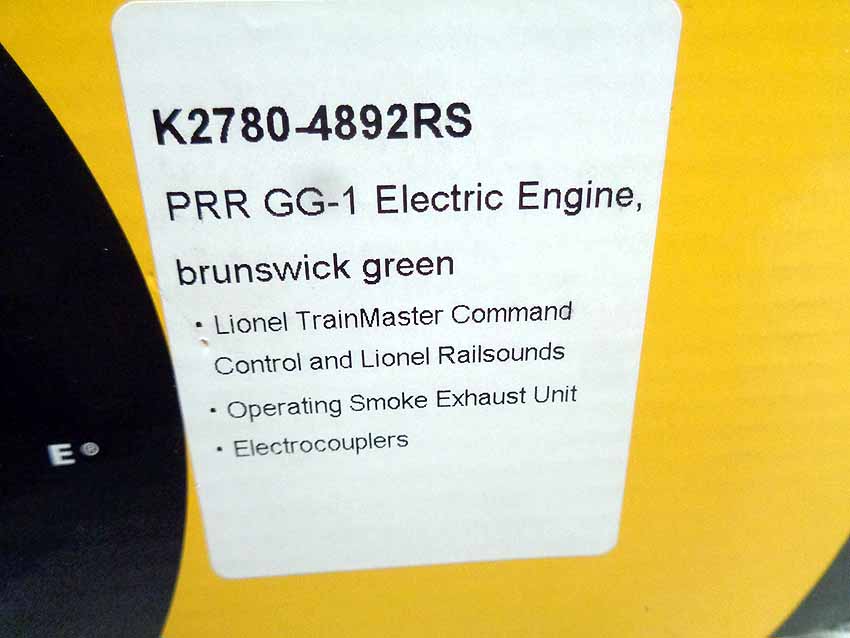 K2780-4892RS
PRR GG-1 Electric Engine,
brunswick green
• Lionel TrainMaster Command
Control and Lionel Railsounds
• Operating Smoke Exhaust Unit
• Electrocouplers
E®